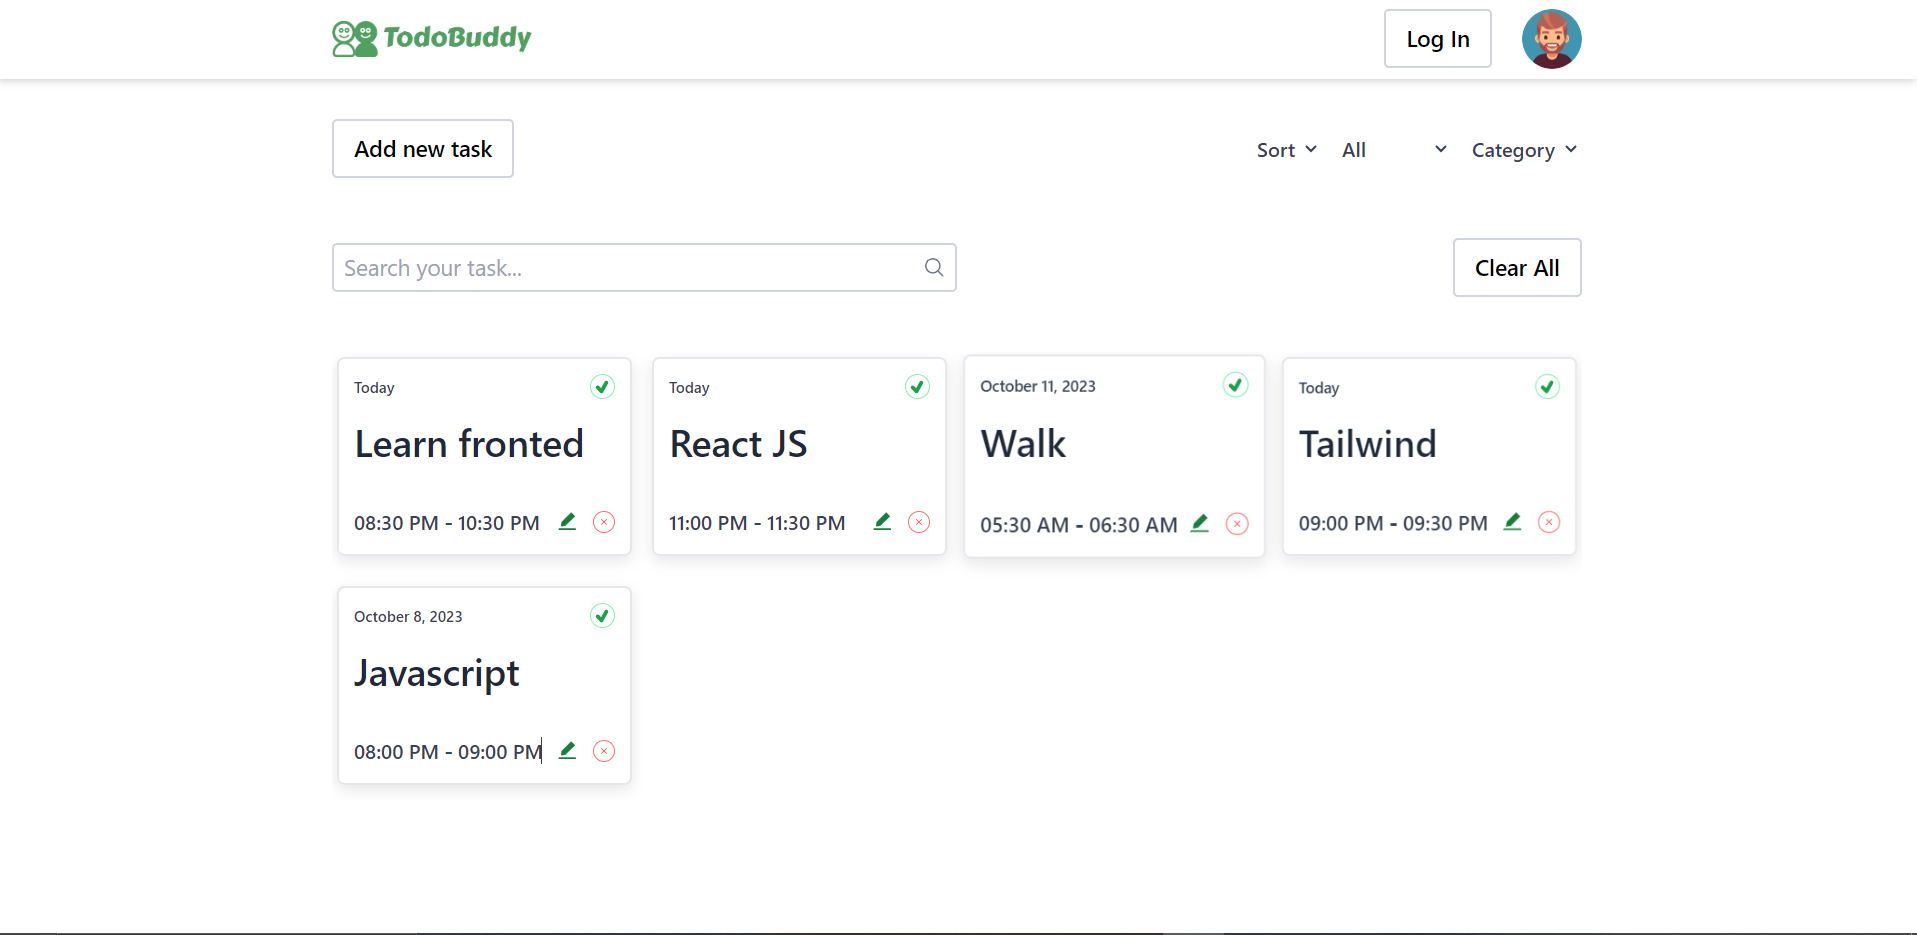 TodoBuddy
Log In
Add new task
Sort
All
Category
Search your task...
Clear All
Today
Learn fronted
08:30 PM - 10:30 PM
Today
React JS
11:00 PM - 11:30 PM
October 11, 2023
Walk
05:30 AM - 06:30 AM
Today
Tailwind
09:00 PM - 09:30 PM
October 8, 2023
Javascript
08:00 PM - 09:00 PM